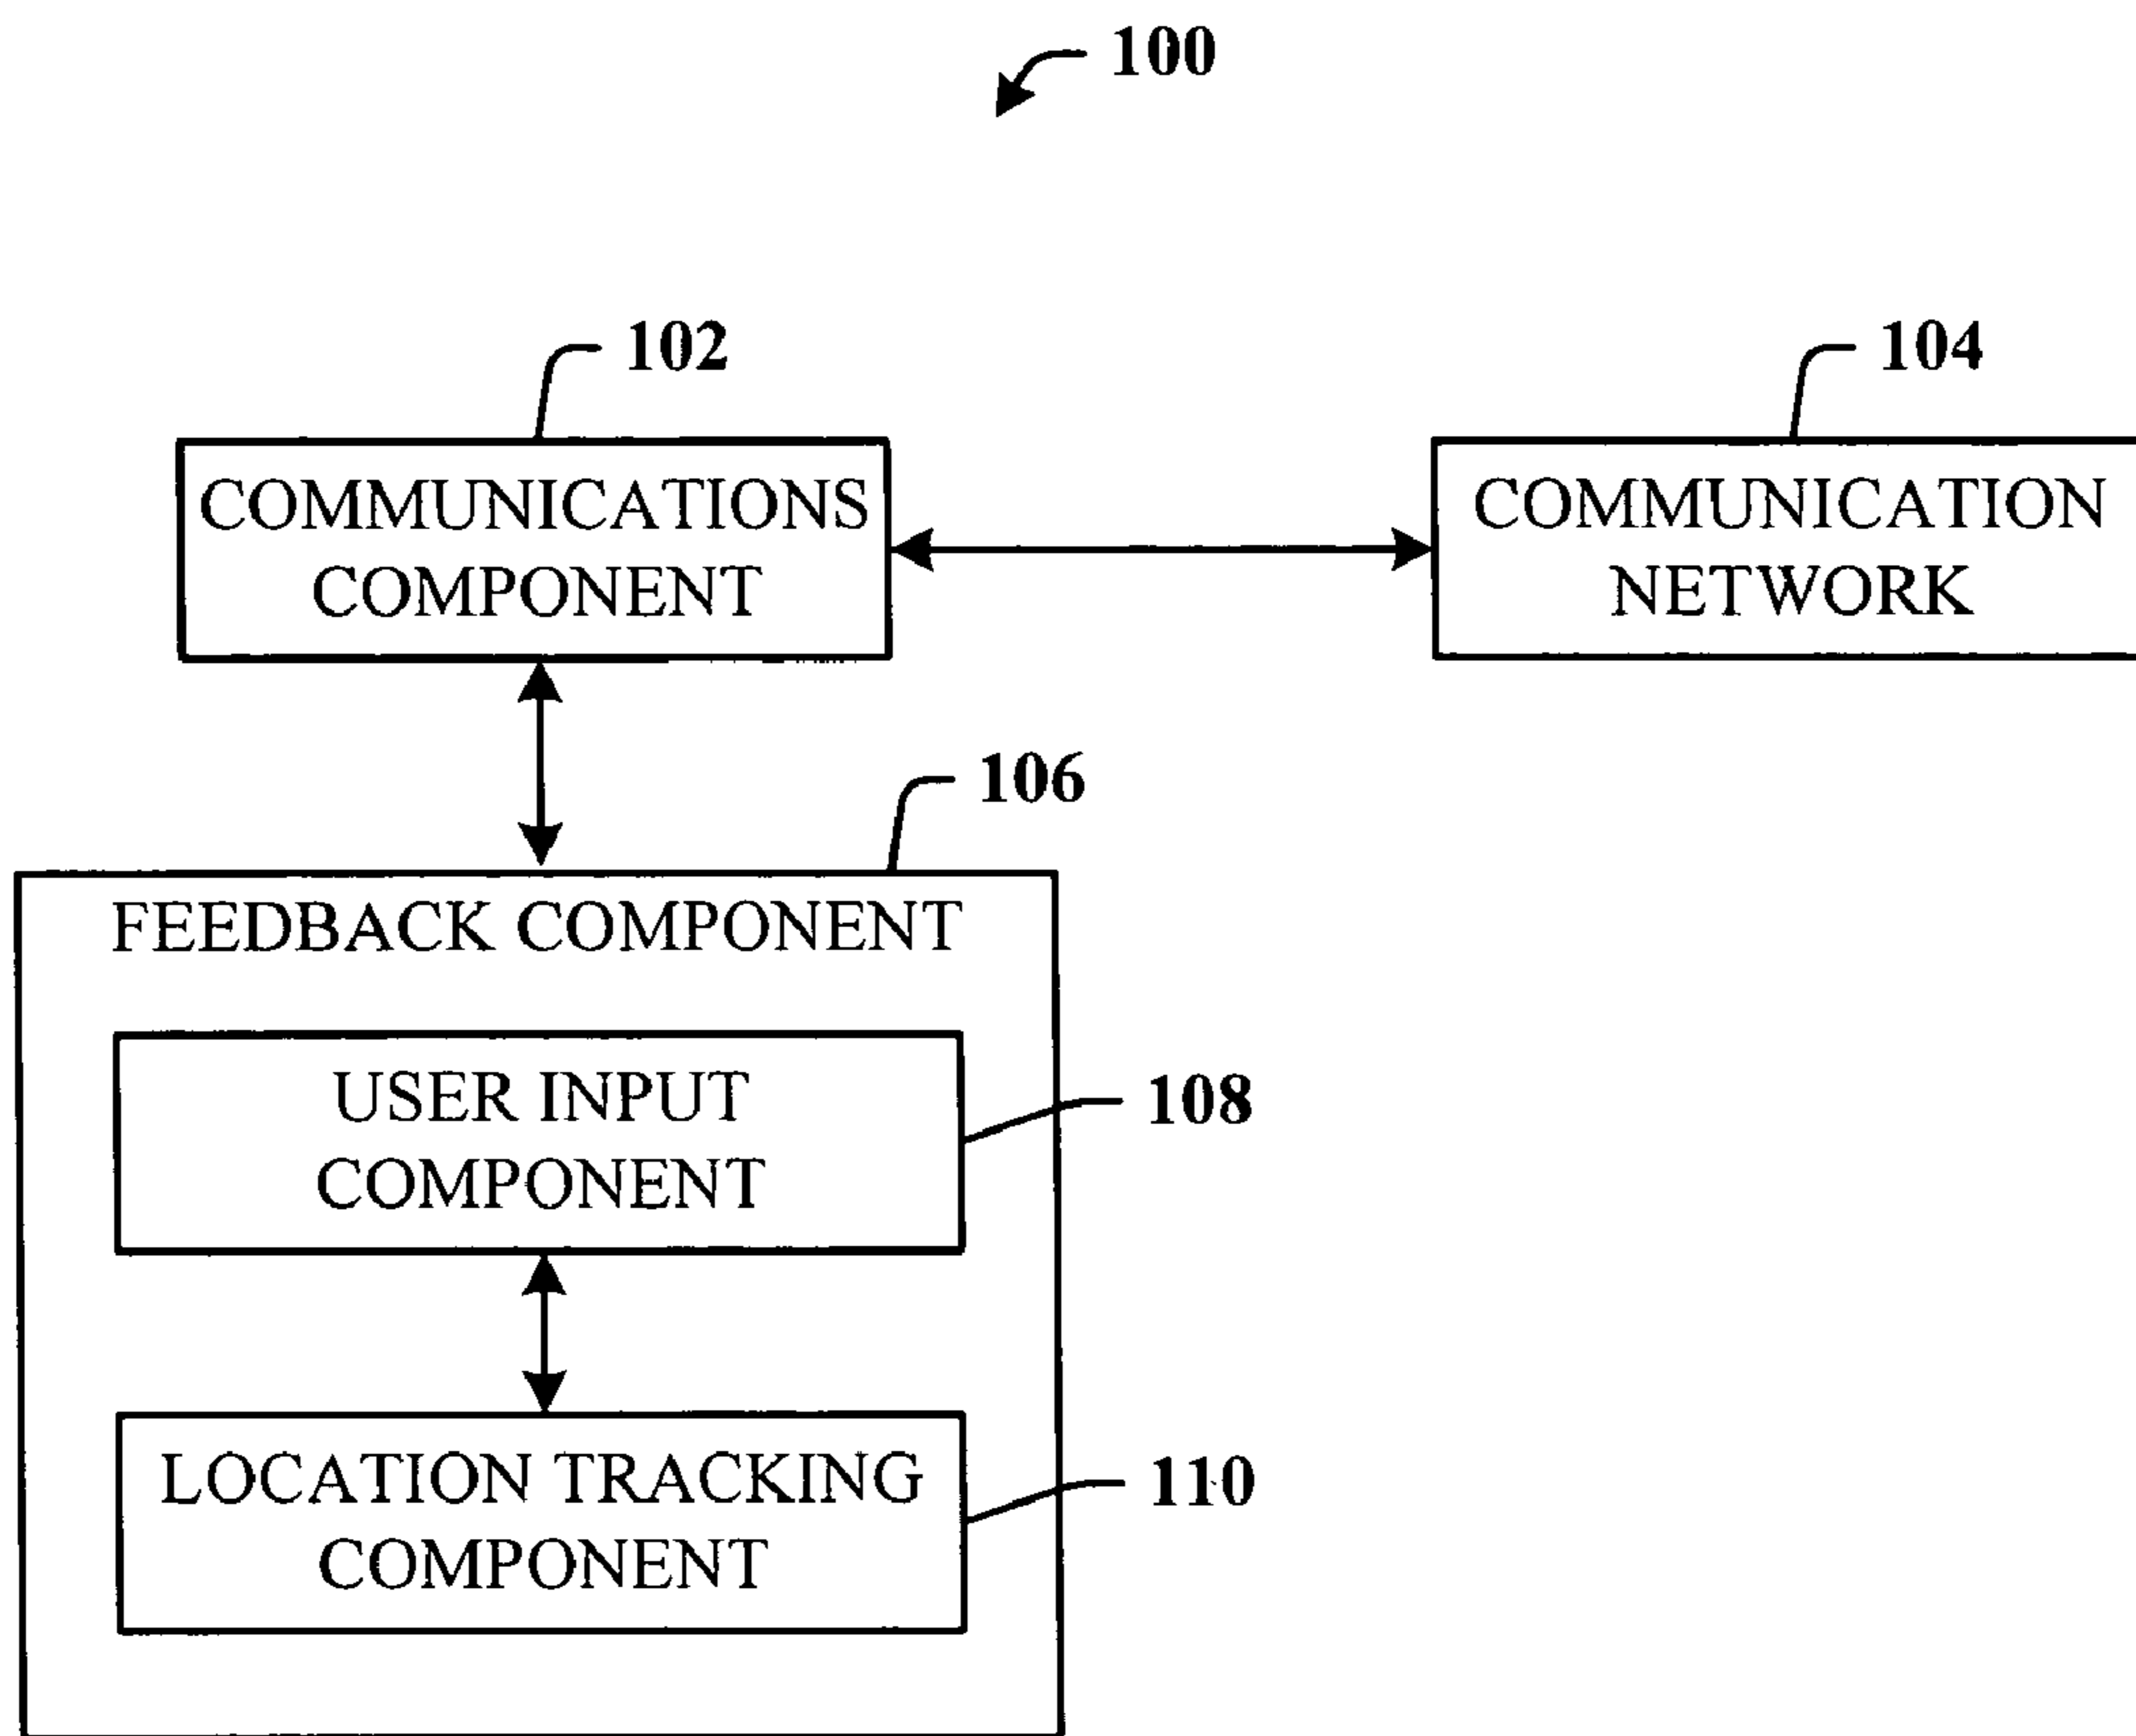 100
102
104
COMMUNICATIONS
COMPONENT
COMMUNICATION
NETWORK
106
FEEDBACK COMPONENT
USER INPUT
COMPONENT
108
LOCATION TRACKING
COMPONENT
110